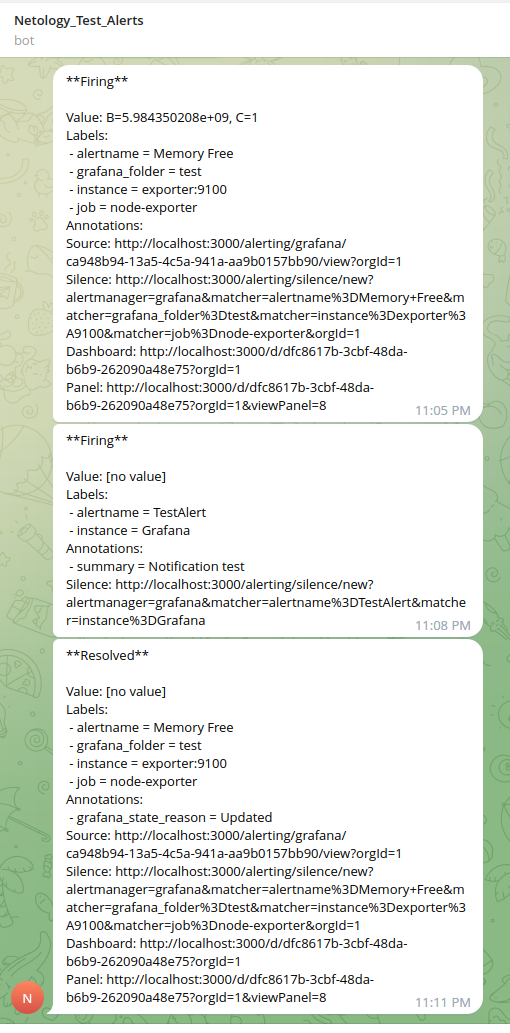 Netology_Test_Alerts
bot
**Firing**
Value: B=5.984350208e+09, C=1
Labels:
- alertname = Memory Free
- grafana_folder = test
- instance = exporter:9100
- job = node-exporter
Annotations:
Source: http://localhost:3000/alerting/grafana/
ca948b94-13a5-4c5a-941a-aa9b0157bb90/view?orgId=1
Silence: http://localhost:3000/alerting/silence/new?
alertmanager=grafana&matcher=alertname%3DMemory+Free&m
atcher=grafana_folder%3Dtest&matcher=instance%3Dexporter%3
A9100&matcher=job%3Dnode-exporter&orgId=1
Dashboard: http://localhost:3000/d/dfc8617b-3cbf-48da-
b6b9-262090a48e75?orgId=1
Panel: http://localhost:3000/d/dfc8617b-3cbf-48da-
b6b9-262090a48e75?orgId=1&viewPanel=8
11:05 PM
**Firing**
Value: [no value]
Labels:
- alertname = TestAlert
- instance = Grafana
Annotations:
- summary = Notification test
Silence: http://localhost:3000/alerting/silence/new?
alertmanager=grafana&matcher=alertname%3DTestAlert&matche
r=instance%3DGrafana
11:08 PM
**Resolved**
Value: [no value]
Labels:
- alertname = Memory Free
- grafana_folder = test
- instance = exporter:9100
- job = node-exporter
Annotations:
- grafana_state_reason = Updated
Source: http://localhost:3000/alerting/grafana/
ca948b94-13a5-4c5a-941a-aa9b0157bb90/view?orgId=1
Silence: http://localhost:3000/alerting/silence/new?
alertmanager=grafana&matcher=alertname%3DMemory+Free&m
atcher=grafana_folder%3Dtest&matcher=instance%3Dexporter%3
A9100&matcher=job%3Dnode-exporter&orgId=1
Dashboard: http://localhost:3000/d/dfc8617b-3cbf-48da-
b6b9-262090a48e75?orgId=1
Panel: http://localhost:3000/d/dfc8617b-3cbf-48da-
b6b9-262090a48e75?orgId=1&viewPanel=8
11:11 PM
N